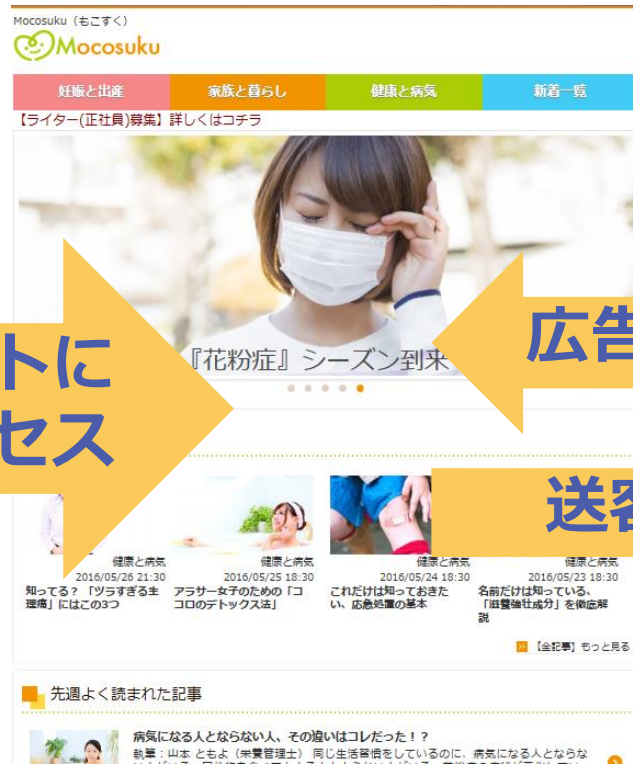 Mocosuku（もこすく）
Mocosuku
妊娠と出産 家族と暮らし 健康と病気 新着一覧
【ライター(正社員)募集】詳しくはコチラ
『花粉症』シーズン到来
広告
トに
セス
送客
健康と病気 健康と病気 健康と病気 健康と病気
2016/05/26 21:30 2016/05/25 18:30 2016/05/24 18:30 2016/05/23 18:30
知ってる？「ツラすぎる生 アラサー女子のための「コ これだけは知っておきた 名前だけは知っている、
理痛」にはこの3つ コロのデトックス法」 い、応急処置の基本 「滋養強壮成分」を徹底解
説
【全記事】もっと見る
先週よく読まれた記事
病気になる人とならない人、その違いはコレだった！？
執筆：山本 ともよ（栄養管理士） 同じ生活習慣をしているのに、病気になる人とならな